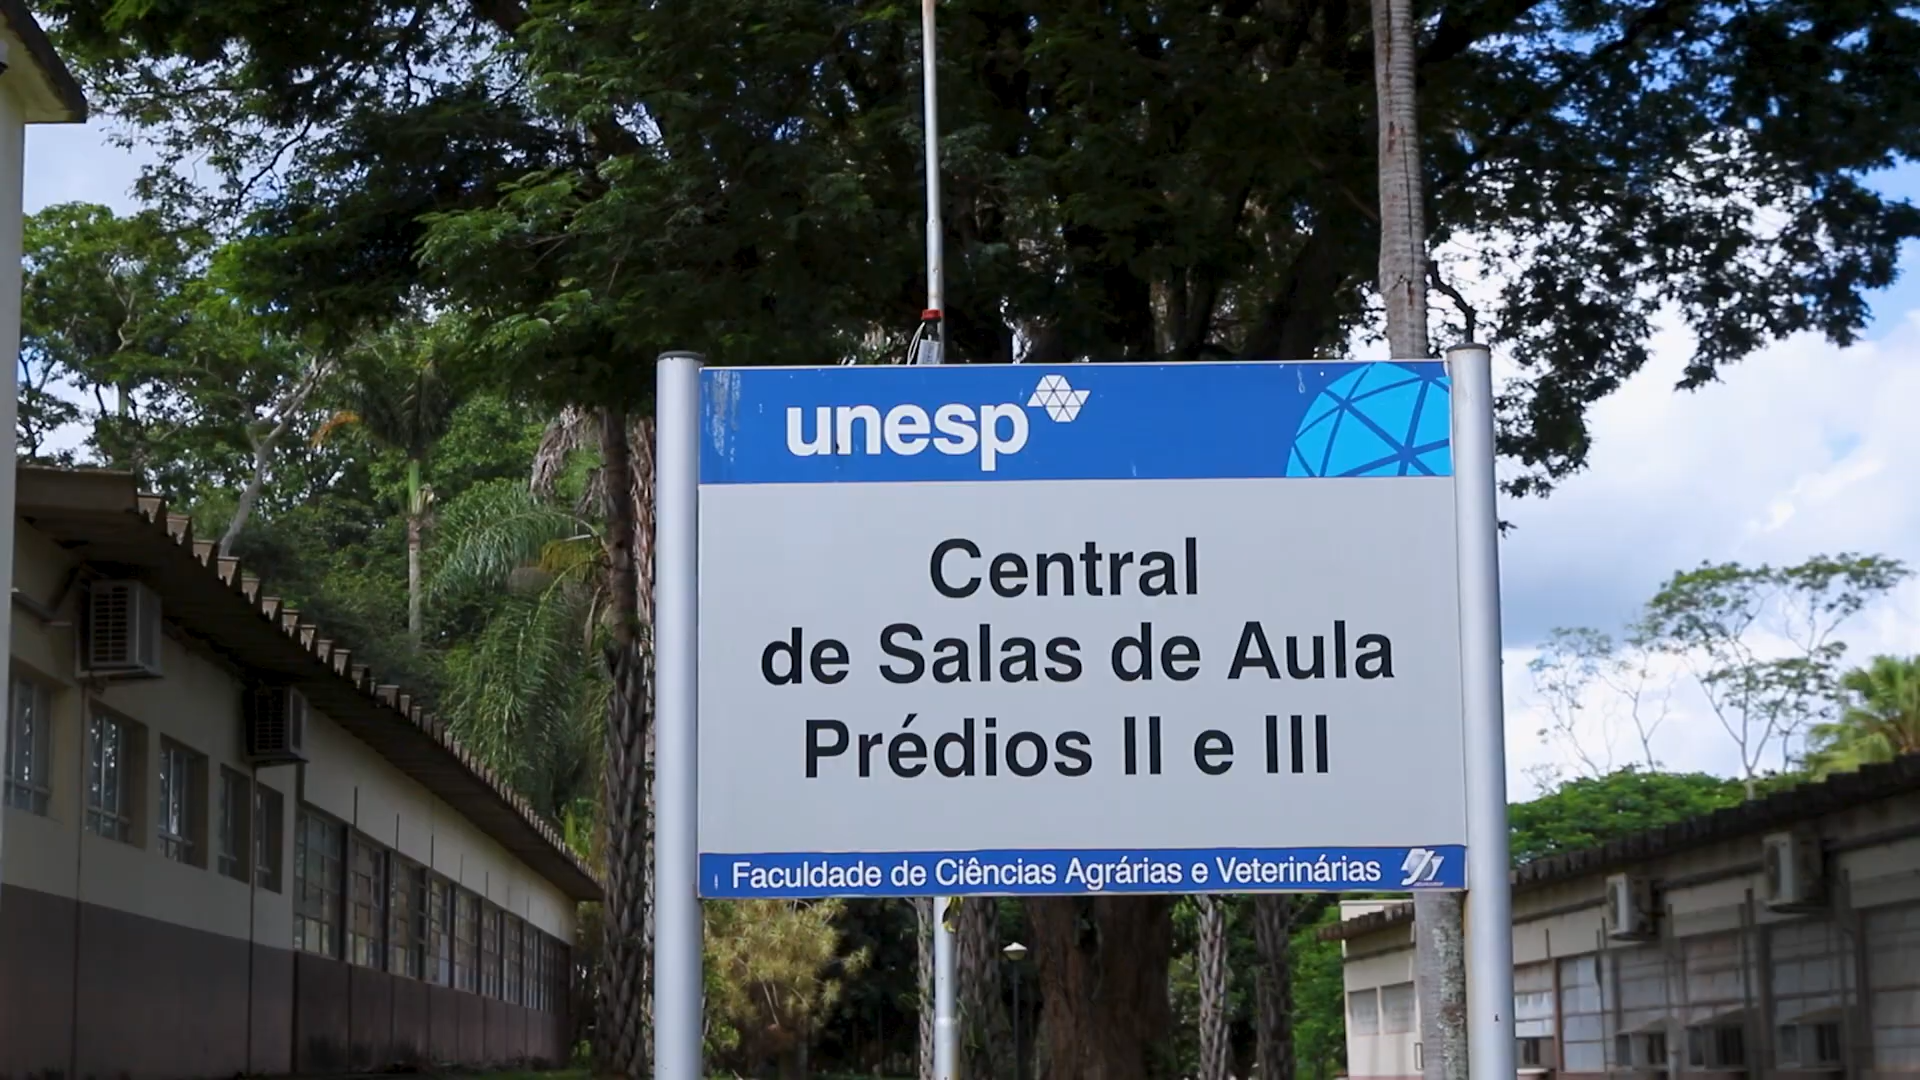 unesp
Central
de Salas de Aula
Prédios II e III
Faculdade de Ciências Agrárias e Veterinárias